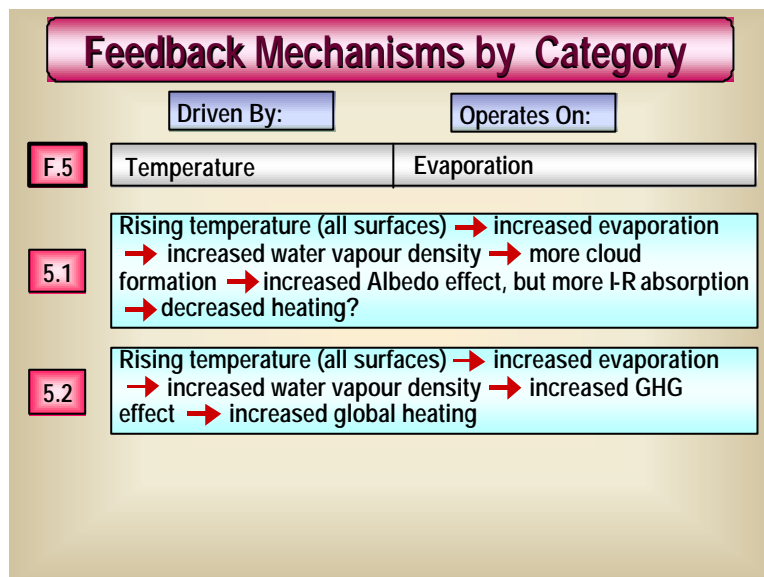 Feedback Mechanisms by Category
Driven By: Operates On:
F.5 Temperature Evaporation
5.1
Rising temperature (all surfaces) → increased evaporation
→ increased water vapour density → more cloud
formation → increased Albedo effect, but more I-R absorption
→ decreased heating?
5.2
Rising temperature (all surfaces) → increased evaporation
→ increased water vapour density → increased GHG
effect → increased global heating